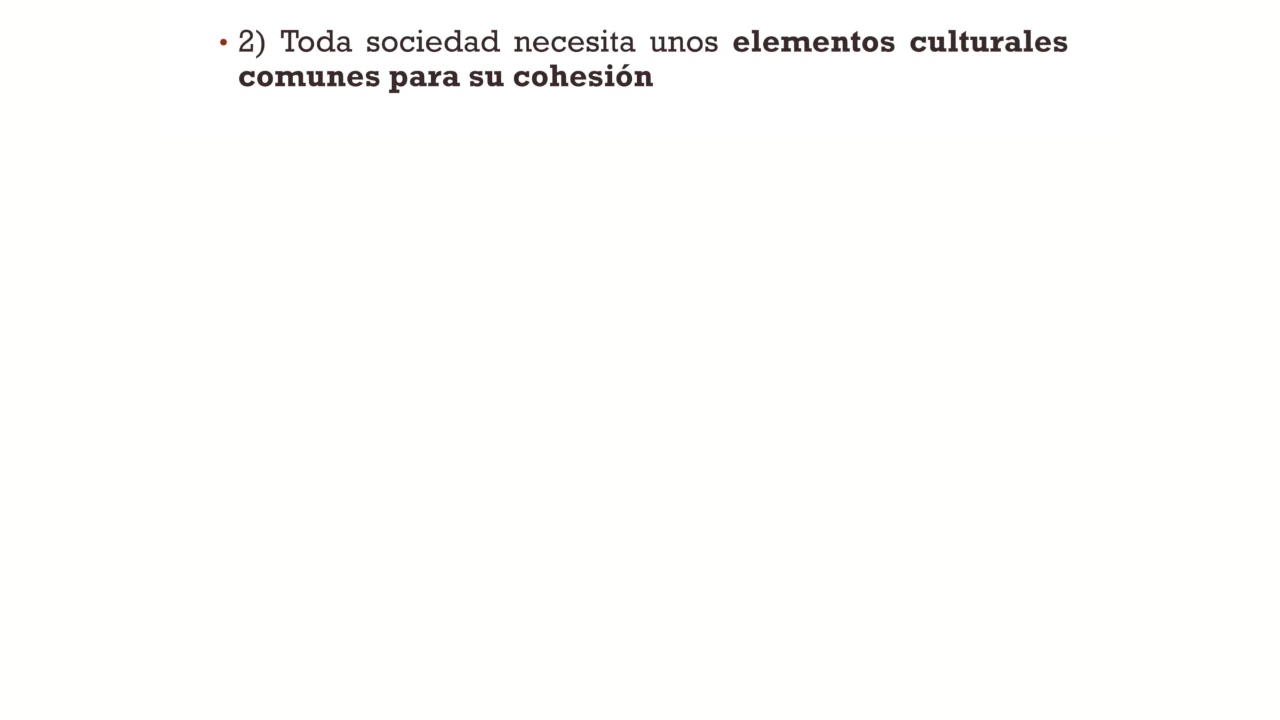 • 2) Toda sociedad necesita unos elementos culturales
comunes para su cohesión